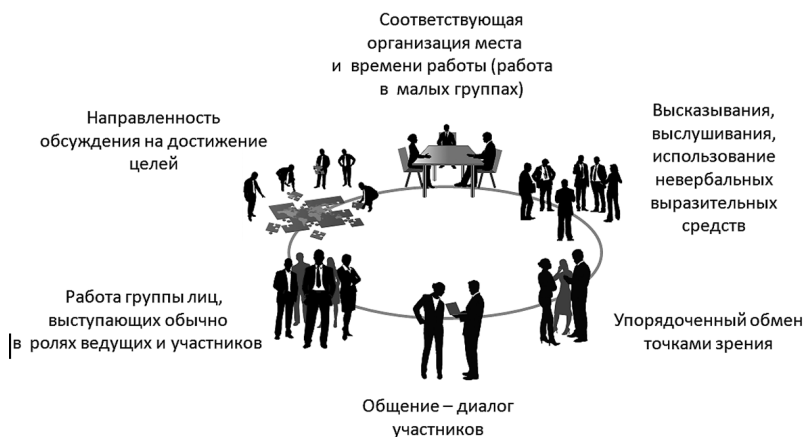 Соответствующая
организация места
и времени работы (работа
в малых группах)
Высказывания,
выслушивания,
использование
невербальных
выразительных
средств
Упорядоченный обмен
точками зрения
Общение – диалог
участников
Работа группы лиц,
выступающих обычно
в ролях ведущих и участников
Направленность
обсуждения на достижение
целей